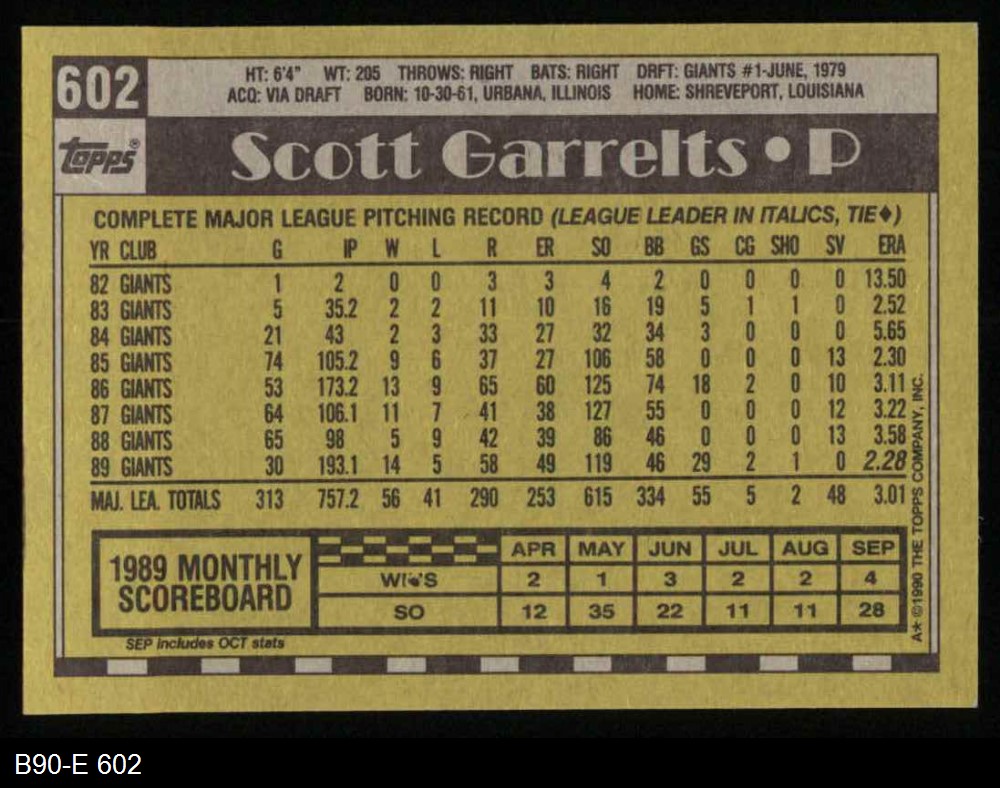 602
HT: 6'4" WT: 205 THROWS: RIGHT BATS: RIGHT DRFT: GIANTS #1-JUNE, 1979
ACQ: VIA DRAFT BORN: 10-30-61, URBANA, ILLINOIS HOME: SHREVEPORT, LOUISIANA
topps®
Scott Garrelts • P
COMPLETE MAJOR LEAGUE PITCHING RECORD (LEAGUE LEADER IN ITALICS, TIE♦)
YR CLUB G IP W L R ER SO BB GS CG SHO SV ERA
82 GIANTS 1 2 0 0 3 3 4 2 0 0 0 0 13.50
83 GIANTS 5 35.2 2 2 11 10 16 19 5 1 1 0 2.52
84 GIANTS 21 43 2 3 33 27 32 34 3 0 0 0 5.65
85 GIANTS 74 105.2 9 6 37 27 106 58 0 0 0 13 2.30
86 GIANTS 53 173.2 13 9 65 60 125 74 18 2 0 10 3.11
87 GIANTS 64 106.1 11 7 41 38 127 55 0 0 0 12 3.22
88 GIANTS 65 98 5 9 42 39 86 46 0 0 0 13 3.58
89 GIANTS 30 193.1 14 5 58 49 119 46 29 2 1 0 2.28
MAJ. LEA. TOTALS 313 757.2 56 41 290 253 615 334 55 5 2 48 3.01
1989 MONTHLY
SCOREBOARD
APR MAY JUN JUL AUG SEP
WINS 2 1 3 2 2 4
SO 12 35 22 11 11 28
SEP includes OCT stats
A* ©1990 THE TOPPS COMPANY, INC.
B90-E 602